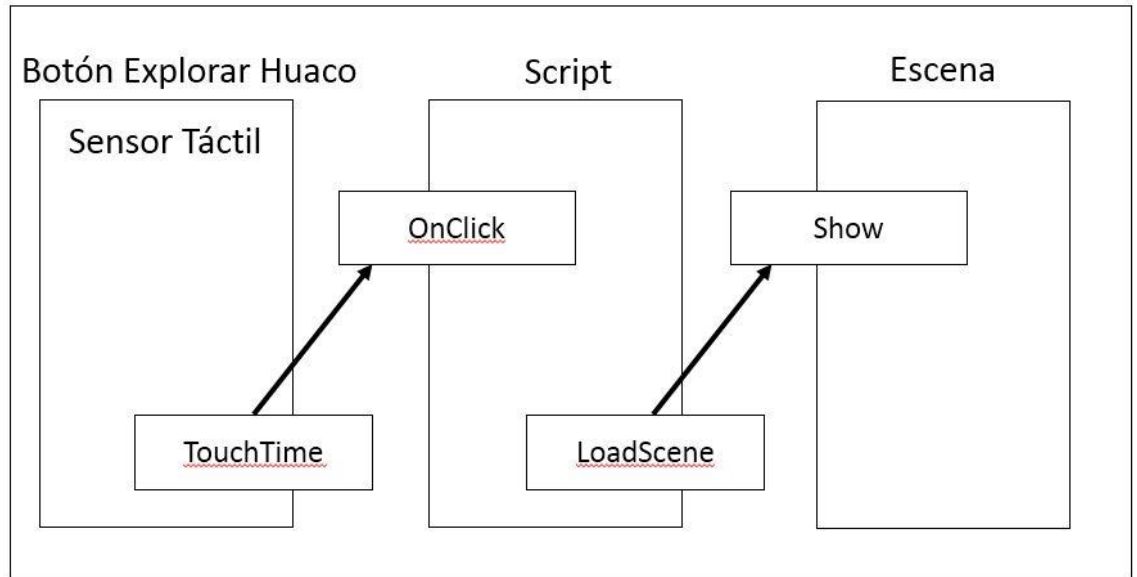 Botón Explorar Huaco
Script
Escena
Sensor Táctil
OnClick
Show
TouchTime
LoadScene